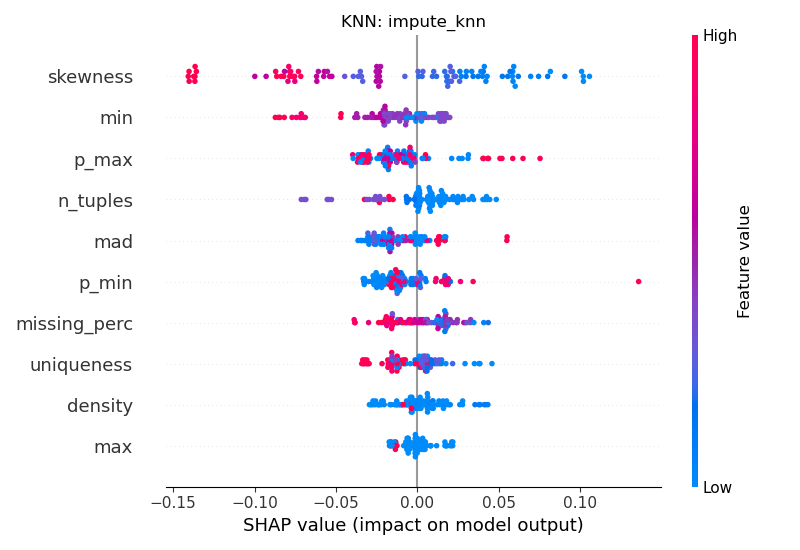 KNN: impute_knn
High
skewness
min
p_max
n_tuples
mad
p_min
missing_perc
uniqueness
density
max
Feature value
Low
−0.15 −0.10 −0.05 0.00 0.05 0.10
SHAP value (impact on model output)